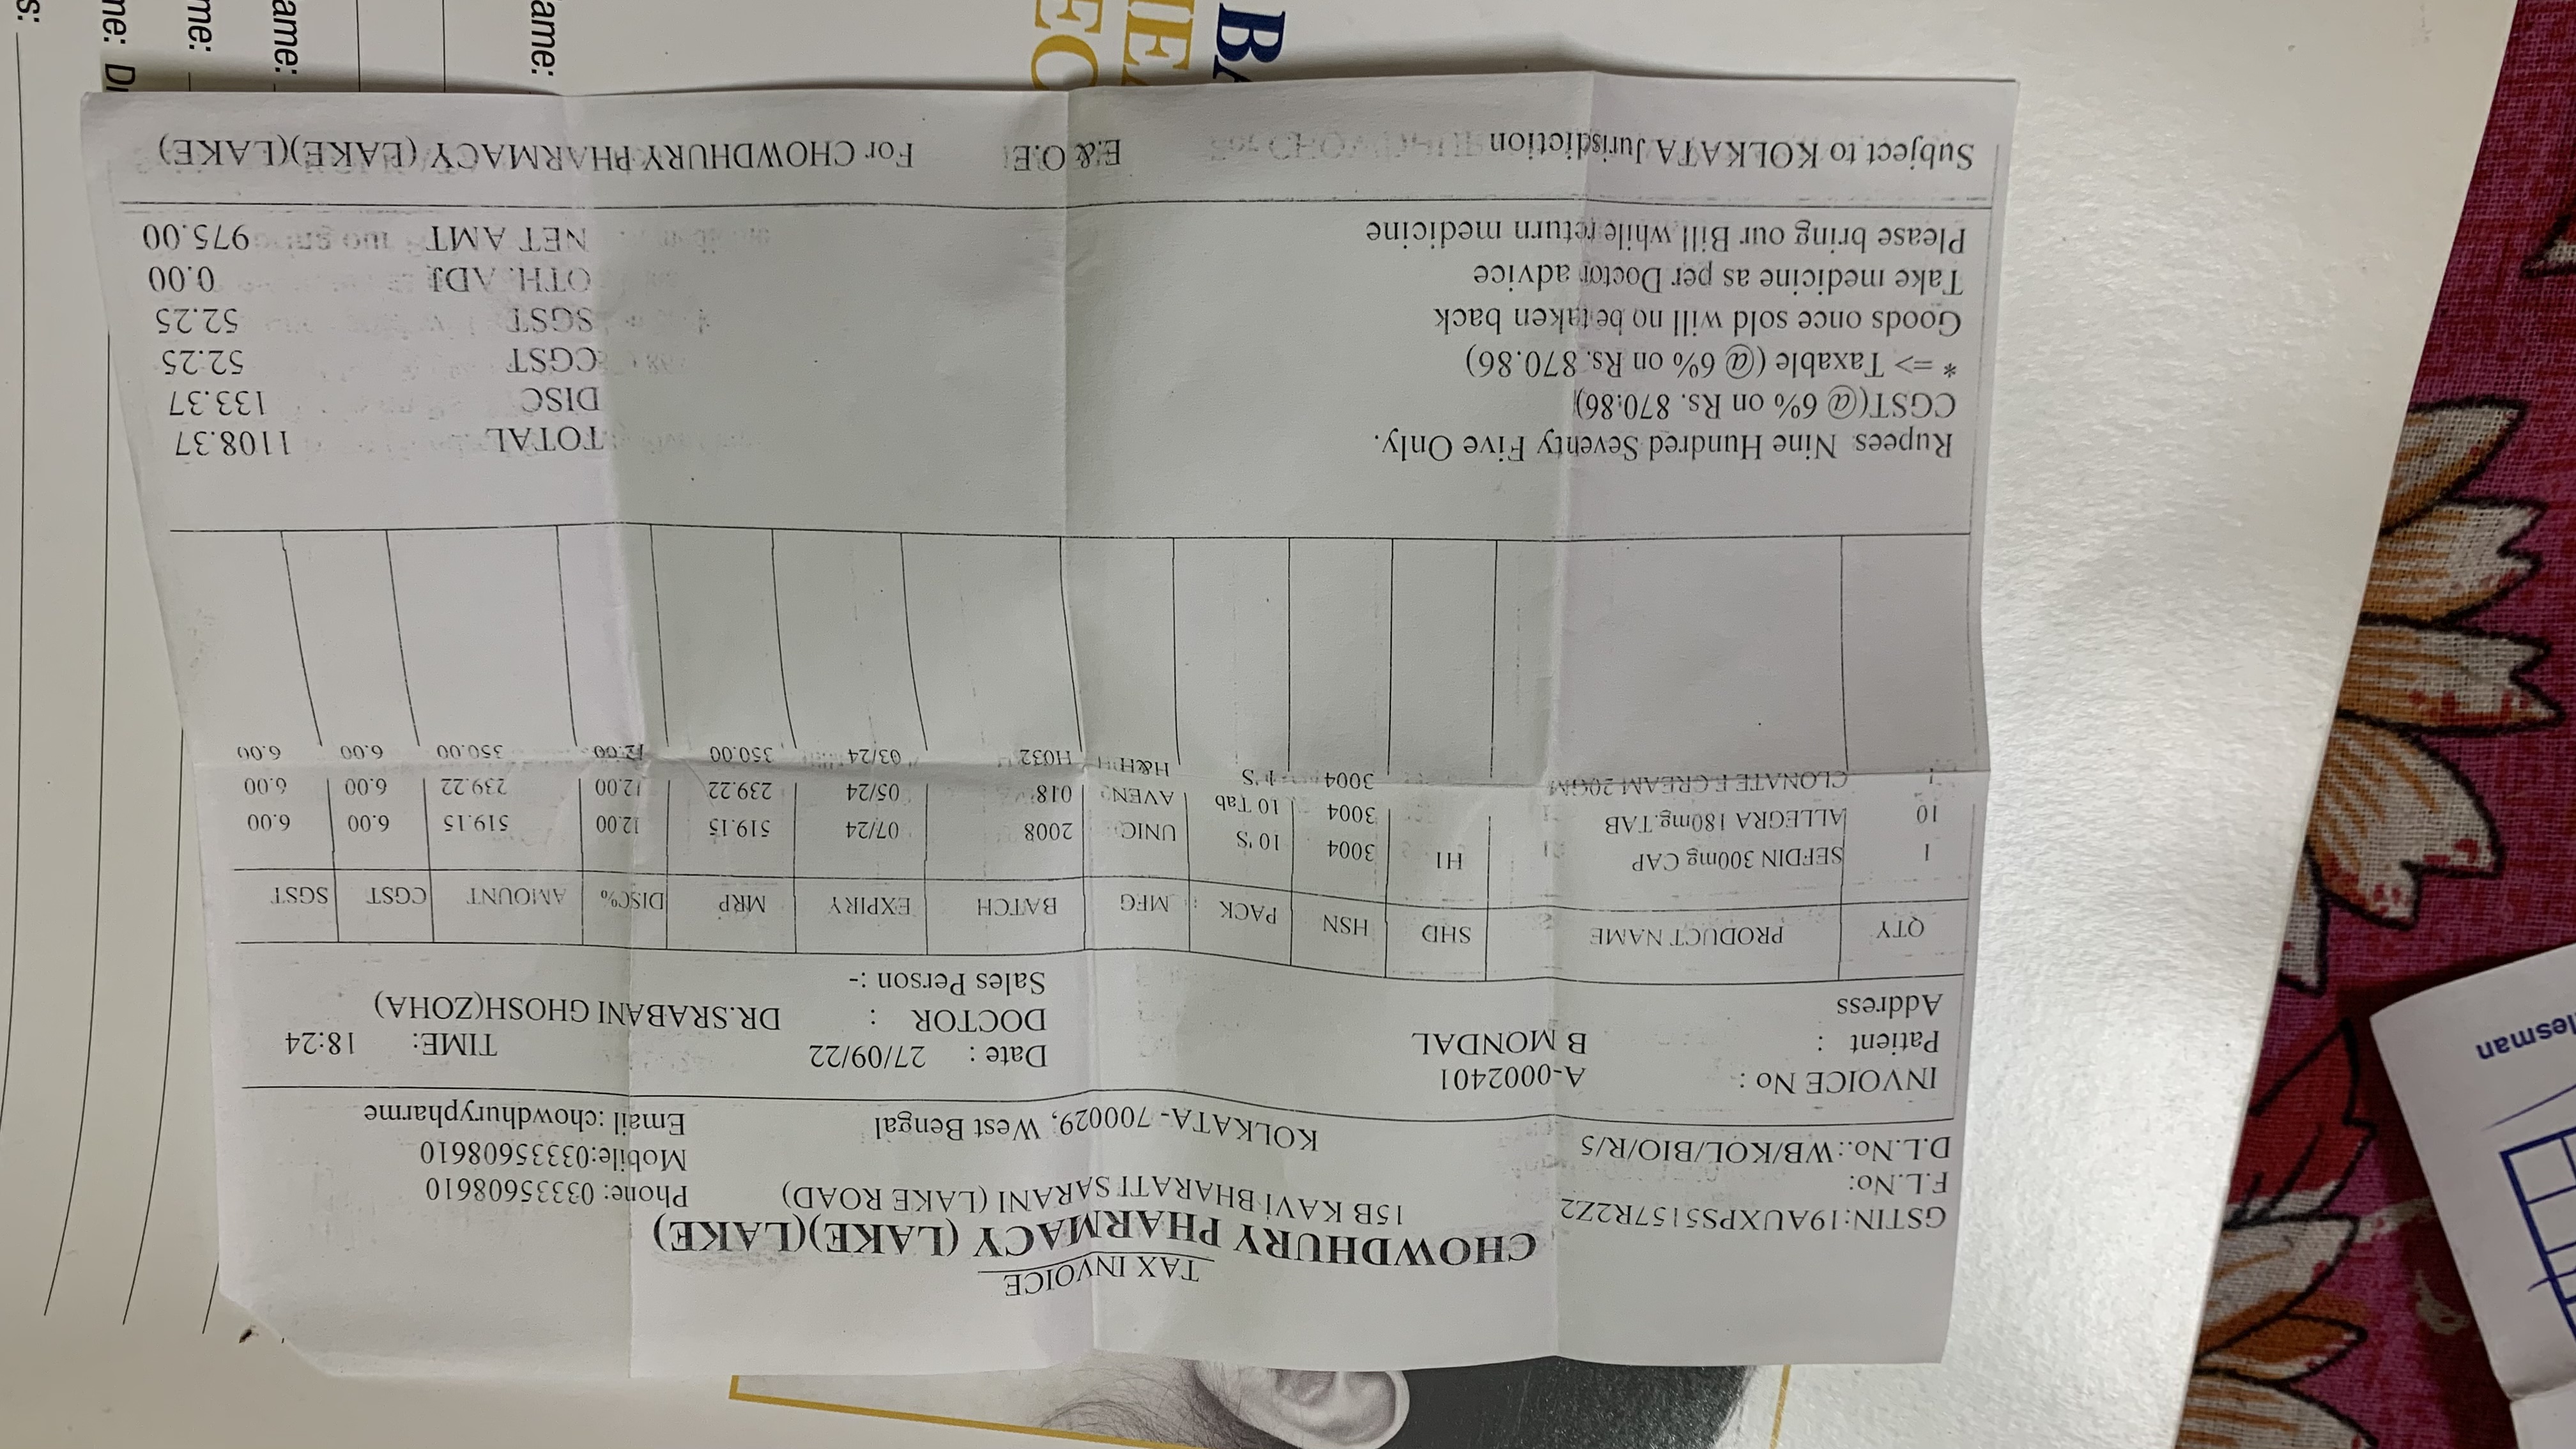 TAX INVOICE
CHOWDHURY PHARMACY (LAKE)(LAKE)
GSTIN:19AUXPS5157R2Z2 15B KAVI BHARATI SARANI (LAKE ROAD) Phone: 03335608610
F.L.No: Mobile:03335608610
D.L.No.:WB/KOL/BIO/R/5 KOLKATA- 700029, West Bengal Email : chowdhurypharme
INVOICE No : A-0002401 Date : 27/09/22 TIME: 18:24
Patient : B MONDAL DOCTOR : DR.SRABANI GHOSH(ZOHA)
Address Sales Person :-
QTY PRODUCT NAME SHD HSN PACK MFG BATCH EXPIRY MRP DISC% AMOUNT CGST SGST
1 SEFDIN 300mg CAP H1 3004 10'S UNIC 2008 07/24 519.15 12.00 519.15 6.00 6.00
10 ALLEGRA 180mg.TAB 3004 10 Tab AVEN 018 05/24 239.22 12.00 239.22 6.00 6.00
1 CLONATE F CREAM 20GM 3004 1'S H&H H032 03/24 350.00 12.00 350.00 6.00 6.00
Rupees Nine Hundred Seventy Five Only. TOTAL 1108.37
CGST(@ 6% on Rs. 870.86) DISC 133.37
* => Taxable (@ 6% on Rs. 870.86) CGST 52.25
Goods once sold will no be taken back SGST 52.25
Take medicine as per Doctor advice OTH. ADJ 0.00
Please bring our Bill while return medicine NET AMT 975.00
Subject to KOLKATA Jurisdiction E.& O.E For CHOWDHURY PHARMACY (LAKE)(LAKE)
ame:
ame:
me:
me: D
s:
BA